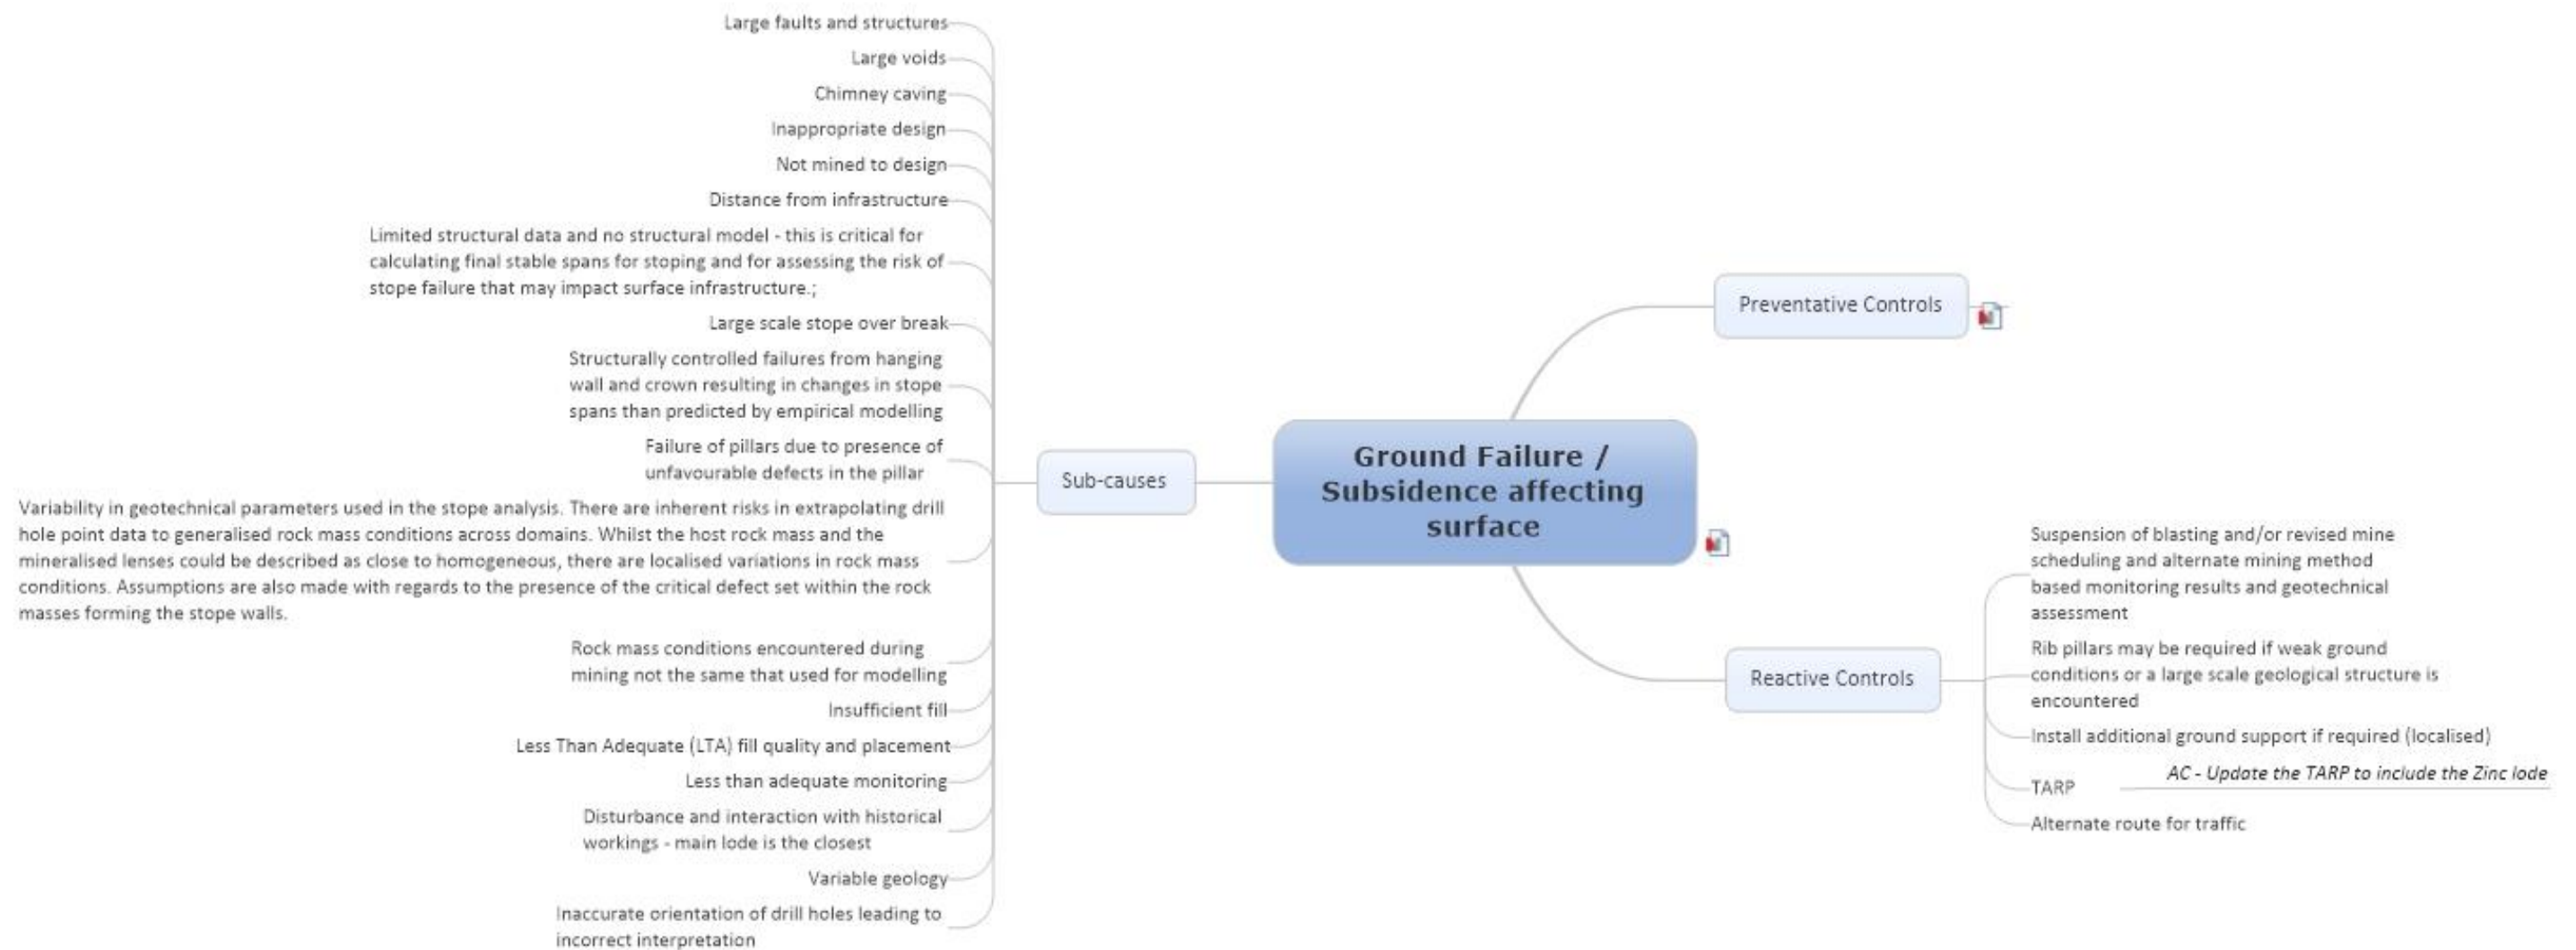 Large faults and structures
Large voids
Chimney caving
Inappropriate design
Not mined to design
Distance from infrastructure
Limited structural data and no structural model - this is critical for
calculating final stable spans for stoping and for assessing the risk of
stope failure that may impact surface infrastructure.;
Large scale stope over break
Structurally controlled failures from hanging
wall and crown resulting in changes in stope
spans than predicted by empirical modelling
Failure of pillars due to presence of
unfavourable defects in the pillar
Variability in geotechnical parameters used in the stope analysis. There are inherent risks in extrapolating drill
hole point data to generalised rock mass conditions across domains. Whilst the host rock mass and the
mineralised lenses could be described as close to homogeneous, there are localised variations in rock mass
conditions. Assumptions are also made with regards to the presence of the critical defect set within the rock
masses forming the stope walls.
Rock mass conditions encountered during
mining not the same that used for modelling
Insufficient fill
Less Than Adequate (LTA) fill quality and placement
Less than adequate monitoring
Disturbance and interaction with historical
workings - main lode is the closest
Variable geology
Inaccurate orientation of drill holes leading to
incorrect interpretation
Sub-causes
Ground Failure /
Subsidence affecting
surface
Preventative Controls
Reactive Controls
Suspension of blasting and/or revised mine
scheduling and alternate mining method
based monitoring results and geotechnical
assessment
Rib pillars may be required if weak ground
conditions or a large scale geological structure is
encountered
Install additional ground support if required (localised)
TARP
AC - Update the TARP to include the Zinc lode
Alternate route for traffic